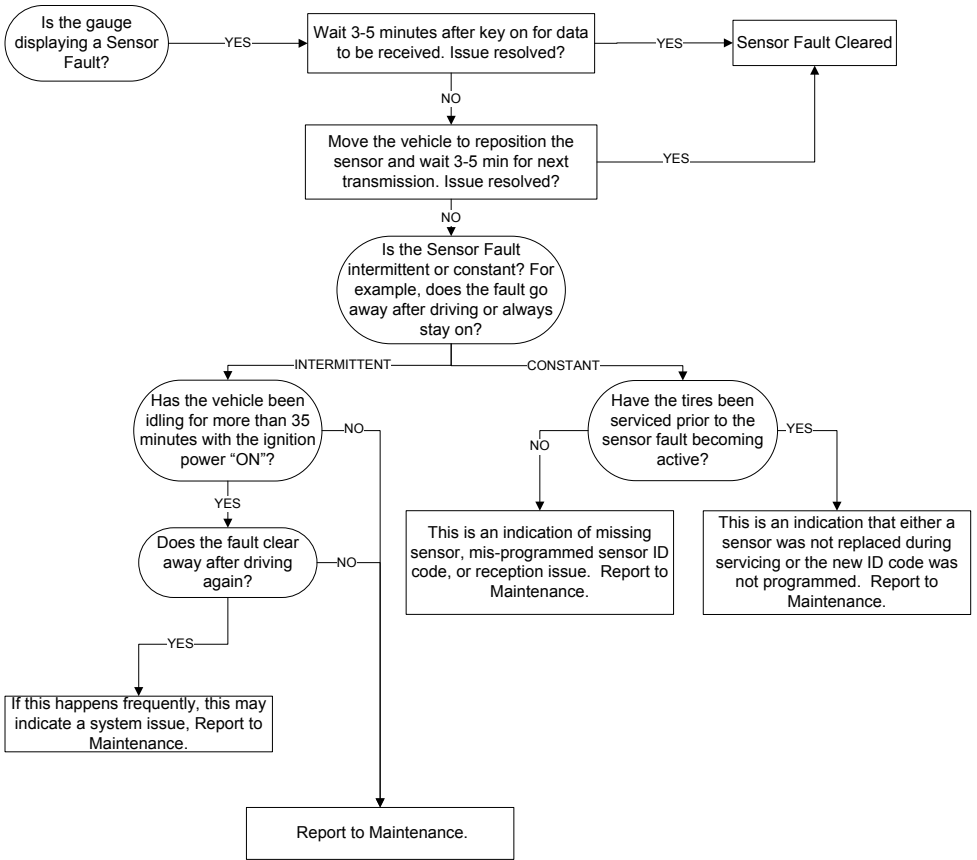 Is the gauge
displaying a Sensor
Fault?
YES
Wait 3-5 minutes after key on for data
to be received. Issue resolved?
YES
Sensor Fault Cleared
NO
Move the vehicle to reposition the
sensor and wait 3-5 min for next
transmission. Issue resolved?
YES
NO
Is the Sensor Fault
intermittent or constant? For
example, does the fault go
away after driving or always
stay on?
INTERMITTENT
CONSTANT
Has the vehicle been
idling for more than 35
minutes with the ignition
power “ON”?
NO
YES
Does the fault clear
away after driving
again?
NO
YES
If this happens frequently, this may
indicate a system issue, Report to
Maintenance.
Report to Maintenance.
Have the tires been
serviced prior to the
sensor fault becoming
active?
NO
YES
This is an indication of missing
sensor, mis-programmed sensor ID
code, or reception issue. Report to
Maintenance.
This is an indication that either a
sensor was not replaced during
servicing or the new ID code was
not programmed. Report to
Maintenance.